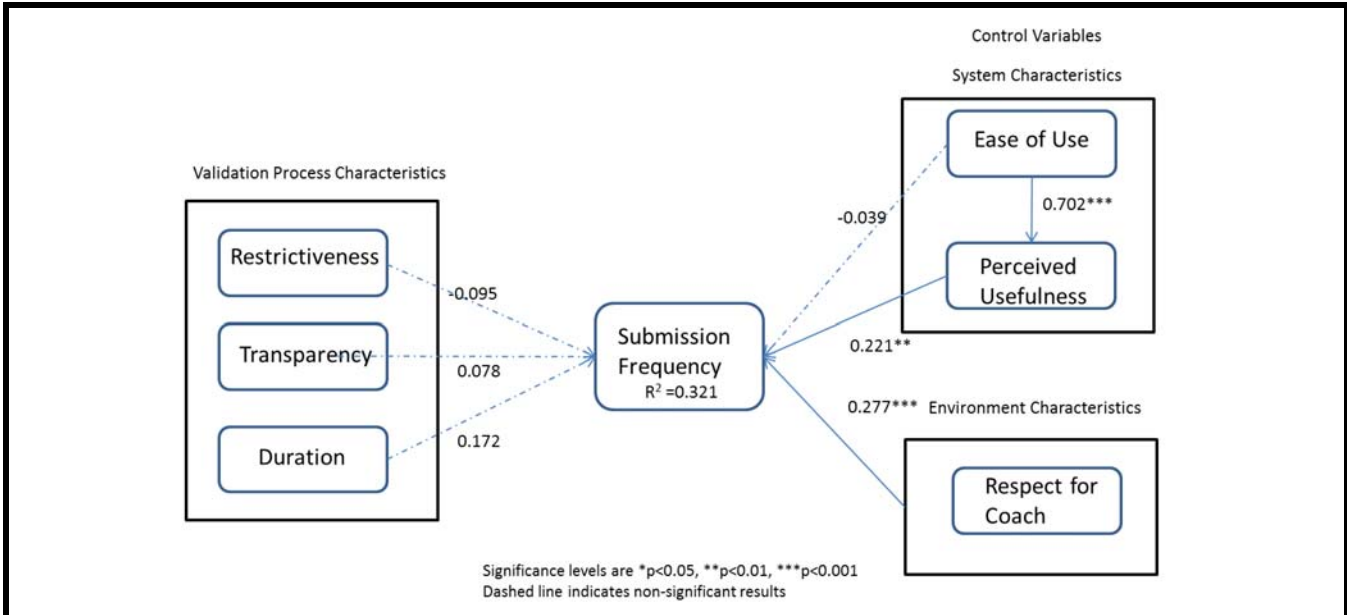 Control Variables
System Characteristics
Ease of Use
0.702***
Perceived
Usefulness
-0.039
Validation Process Characteristics
Restrictiveness
-0.095
Transparency
0.078
Duration
0.172
Submission
Frequency
R² =0.321
0.221**
0.277***
Environment Characteristics
Respect for
Coach
Significance levels are *p<0.05, **p<0.01, ***p<0.001
Dashed line indicates non-significant results